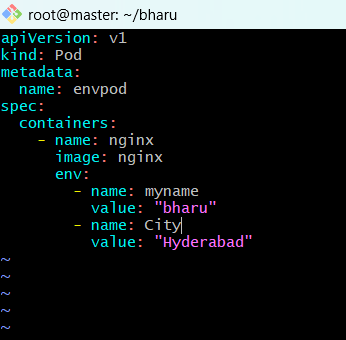 root@master: ~/bharu
apiVersion: v1
kind: Pod
metadata:
  name: envpod
spec:
  containers:
    - name: nginx
      image: nginx
      env:
        - name: myname
          value: "bharu"
        - name: City
          value: "Hyderabad"
~
~
~
~
~